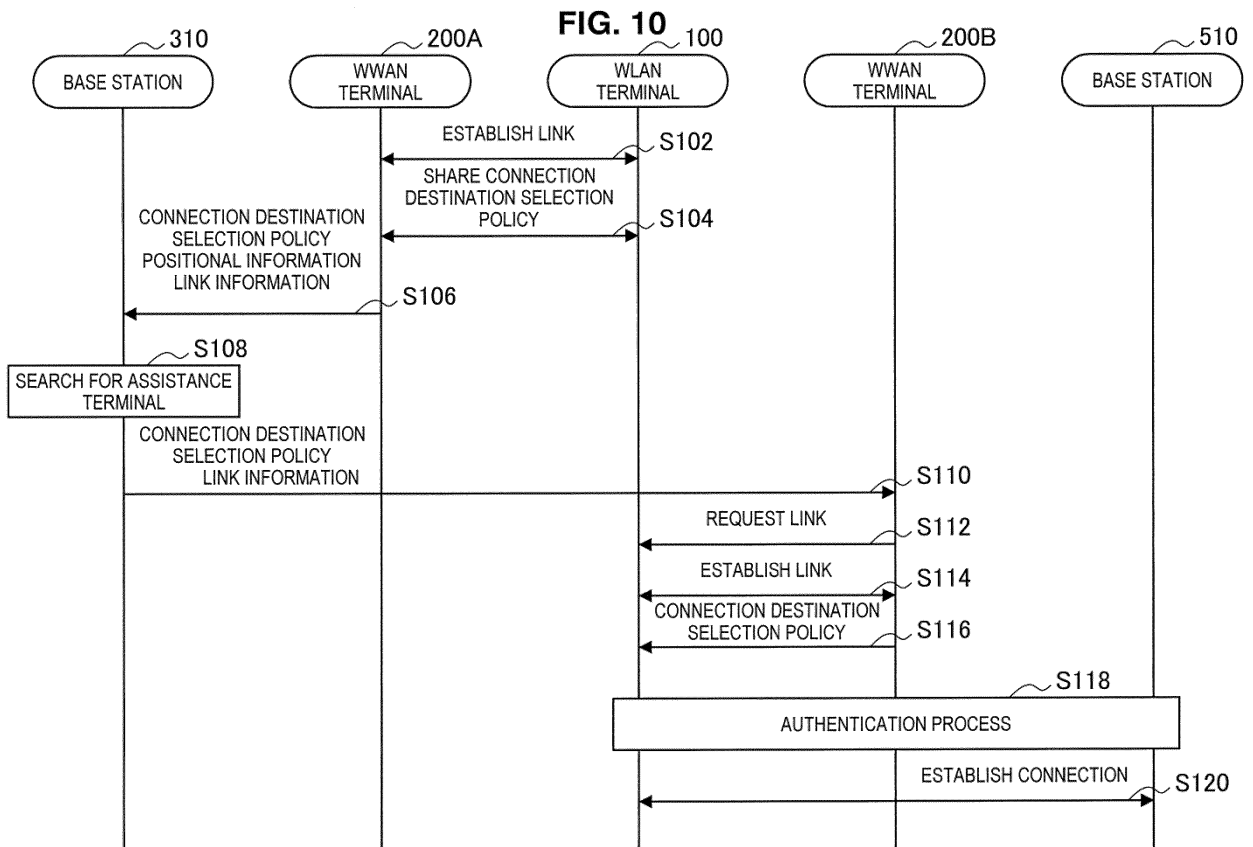 FIG. 10
310
200A
100
200B
510
BASE STATION
WWAN
TERMINAL
WLAN
TERMINAL
WWAN
TERMINAL
BASE STATION
ESTABLISH LINK
S102
SHARE CONNECTION
DESTINATION SELECTION
POLICY
S104
CONNECTION DESTINATION
SELECTION POLICY
POSITIONAL INFORMATION
LINK INFORMATION
S106
S108
SEARCH FOR ASSISTANCE
TERMINAL
CONNECTION DESTINATION
SELECTION POLICY
LINK INFORMATION
S110
REQUEST LINK
S112
ESTABLISH LINK
S114
CONNECTION DESTINATION
SELECTION POLICY
S116
S118
AUTHENTICATION PROCESS
ESTABLISH CONNECTION
S120